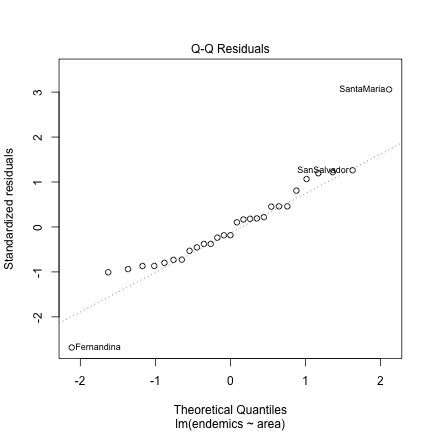 Q-Q Residuals
SantaMaria
SanSalvador
Fernandina
Standardized residuals
3
2
1
0
-1
-2
-2 -1 0 1 2
Theoretical Quantiles
lm(endemics ~ area)